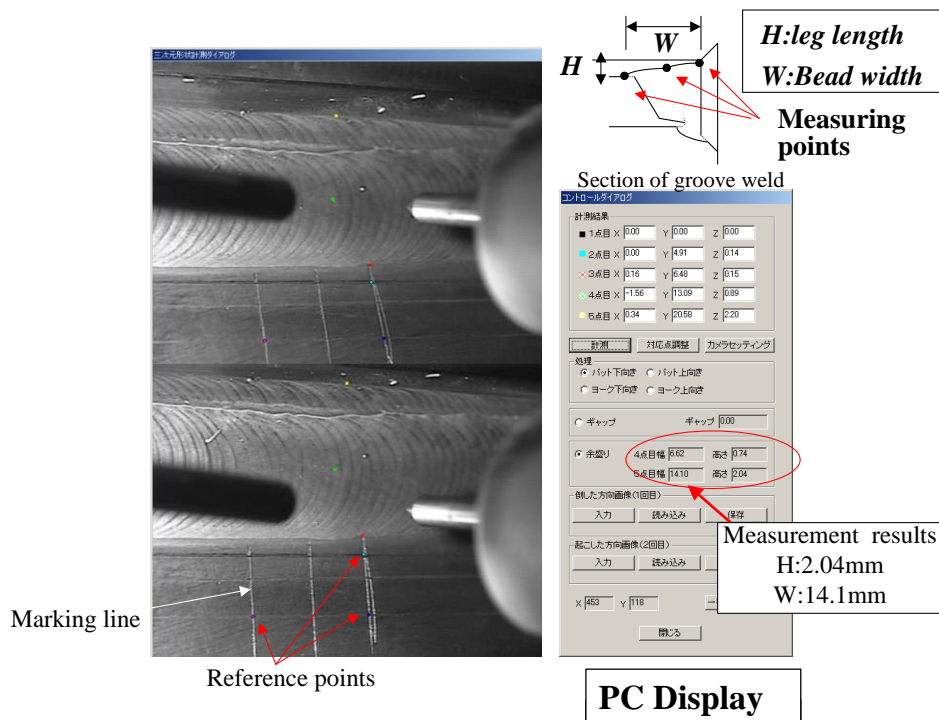 三次元形状計測ダイアログ
W
H
H:leg length
W:Bead width
Measuring
points
Section of groove weld
コントロールダイアログ
計測結果
1点目 X 0.00 Y 0.00 Z 0.00
2点目 X 0.00 Y 4.91 Z 0.14
3点目 X 0.16 Y 6.48 Z 0.15
4点目 X -1.56 Y 13.09 Z 0.89
5点目 X 0.34 Y 20.58 Z 2.20
計測 対応点調整 カメラセッティング
処理
パット下向き パット上向き
ヨーク下向き ヨーク上向き
ギャップ ギャップ 0.00
余盛り 4点目幅 6.62 高さ 0.74
5点目幅 14.10 高さ 2.04
倒した方向画像(1回目)
入力 読み込み 保存
起こした方向画像(2回目)
入力 読み込み
Measurement results
H:2.04mm
W:14.1mm
X 453 Y 118
閉じる
Marking line
Reference points
PC Display